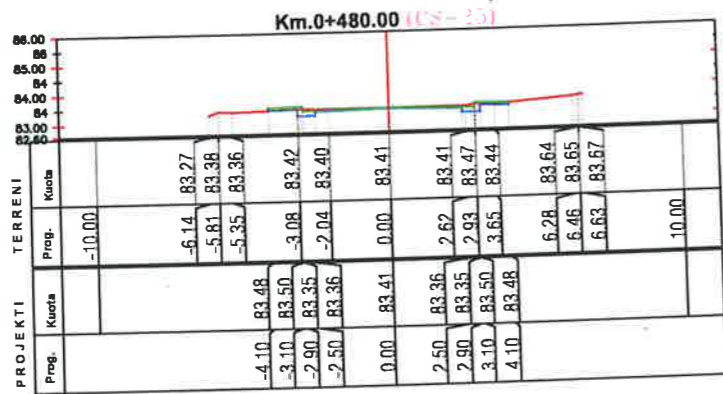 Km.0+480.00 (CS-25)
86.00
86
85.00
84.00
84
83.00
82.60
TERRENI
Kuota 83.27 83.38 83.36 83.42 83.40 83.41 83.41 83.47 83.44 83.64 83.65 83.67
Prog. -10.00 -6.14 -5.81 -5.35 -3.08 -2.04 0.00 2.62 2.93 3.65 6.28 6.46 6.63 10.00
PROJEKTI
Kuota 83.48 83.50 83.35 83.36 83.41 83.36 83.35 83.50 83.48
Prog. -4.10 -3.10 -2.90 -2.50 0.00 2.50 2.90 3.10 4.10